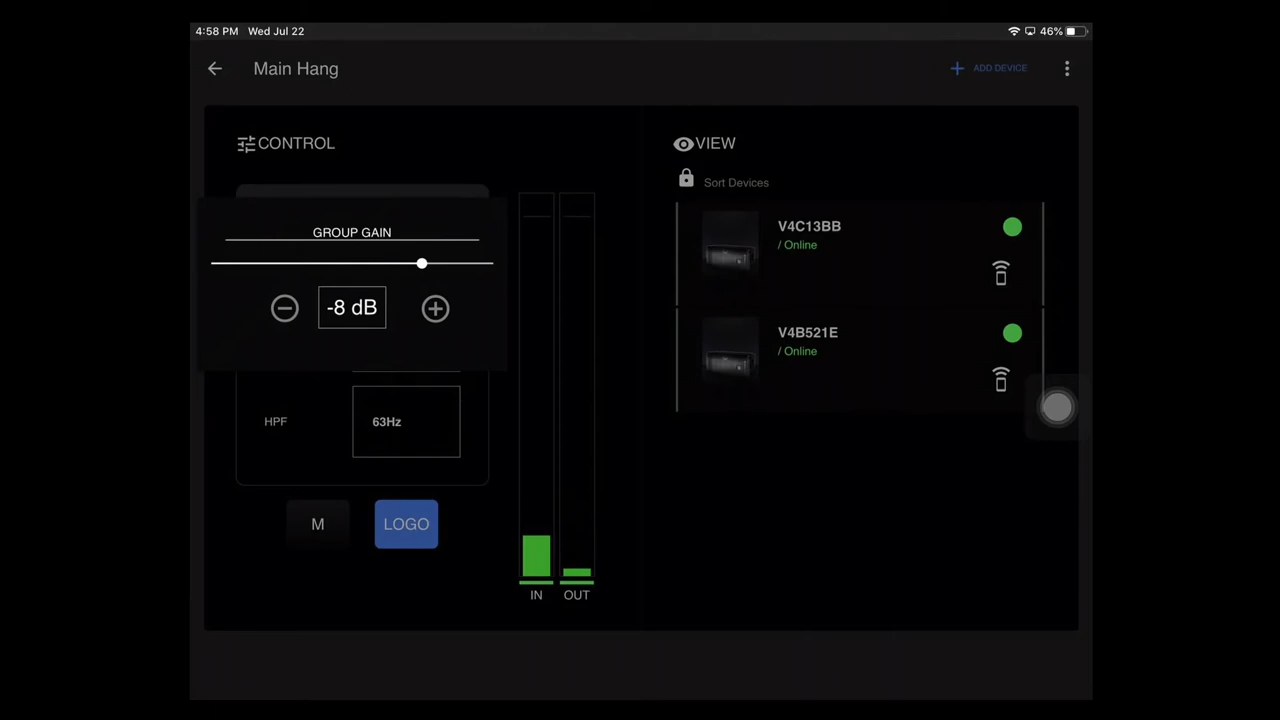 4:58 PM Wed Jul 22
46%
Main Hang
ADD DEVICE
CONTROL
GROUP GAIN
-8 dB
HPF
63Hz
M
LOGO
IN
OUT
VIEW
Sort Devices
V4C13BB
/ Online
V4B521E
/ Online